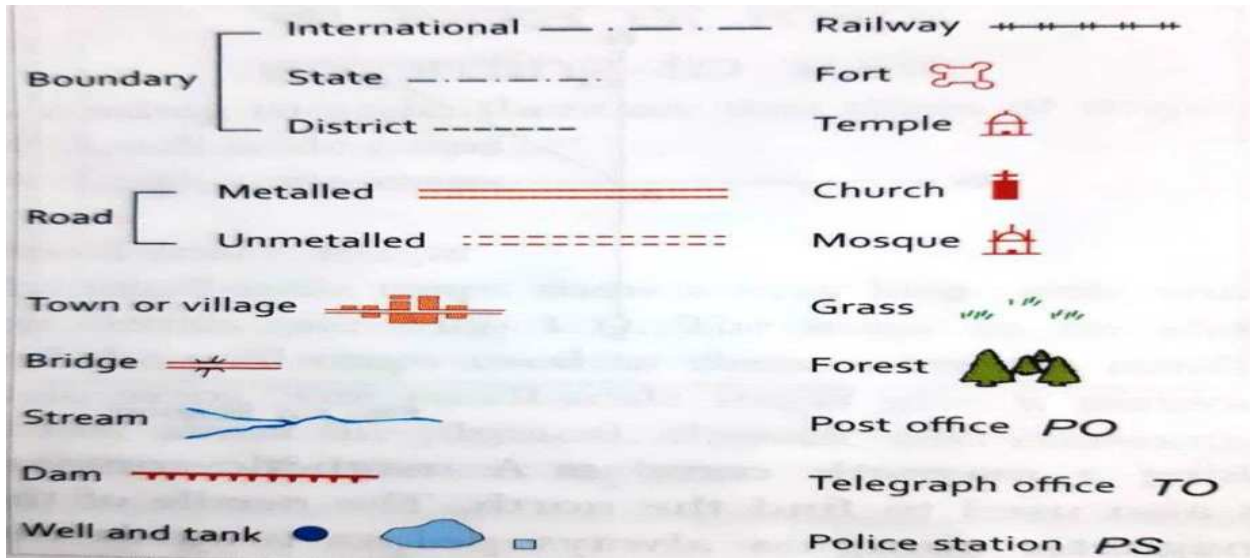 International
Boundary
State
District
Metalled
Road
Unmetalled
Town or village
Bridge
Stream
Dam
Well and tank
Railway
Fort
Temple
Church
Mosque
Grass
Forest
Post office PO
Telegraph office TO
Police station PS